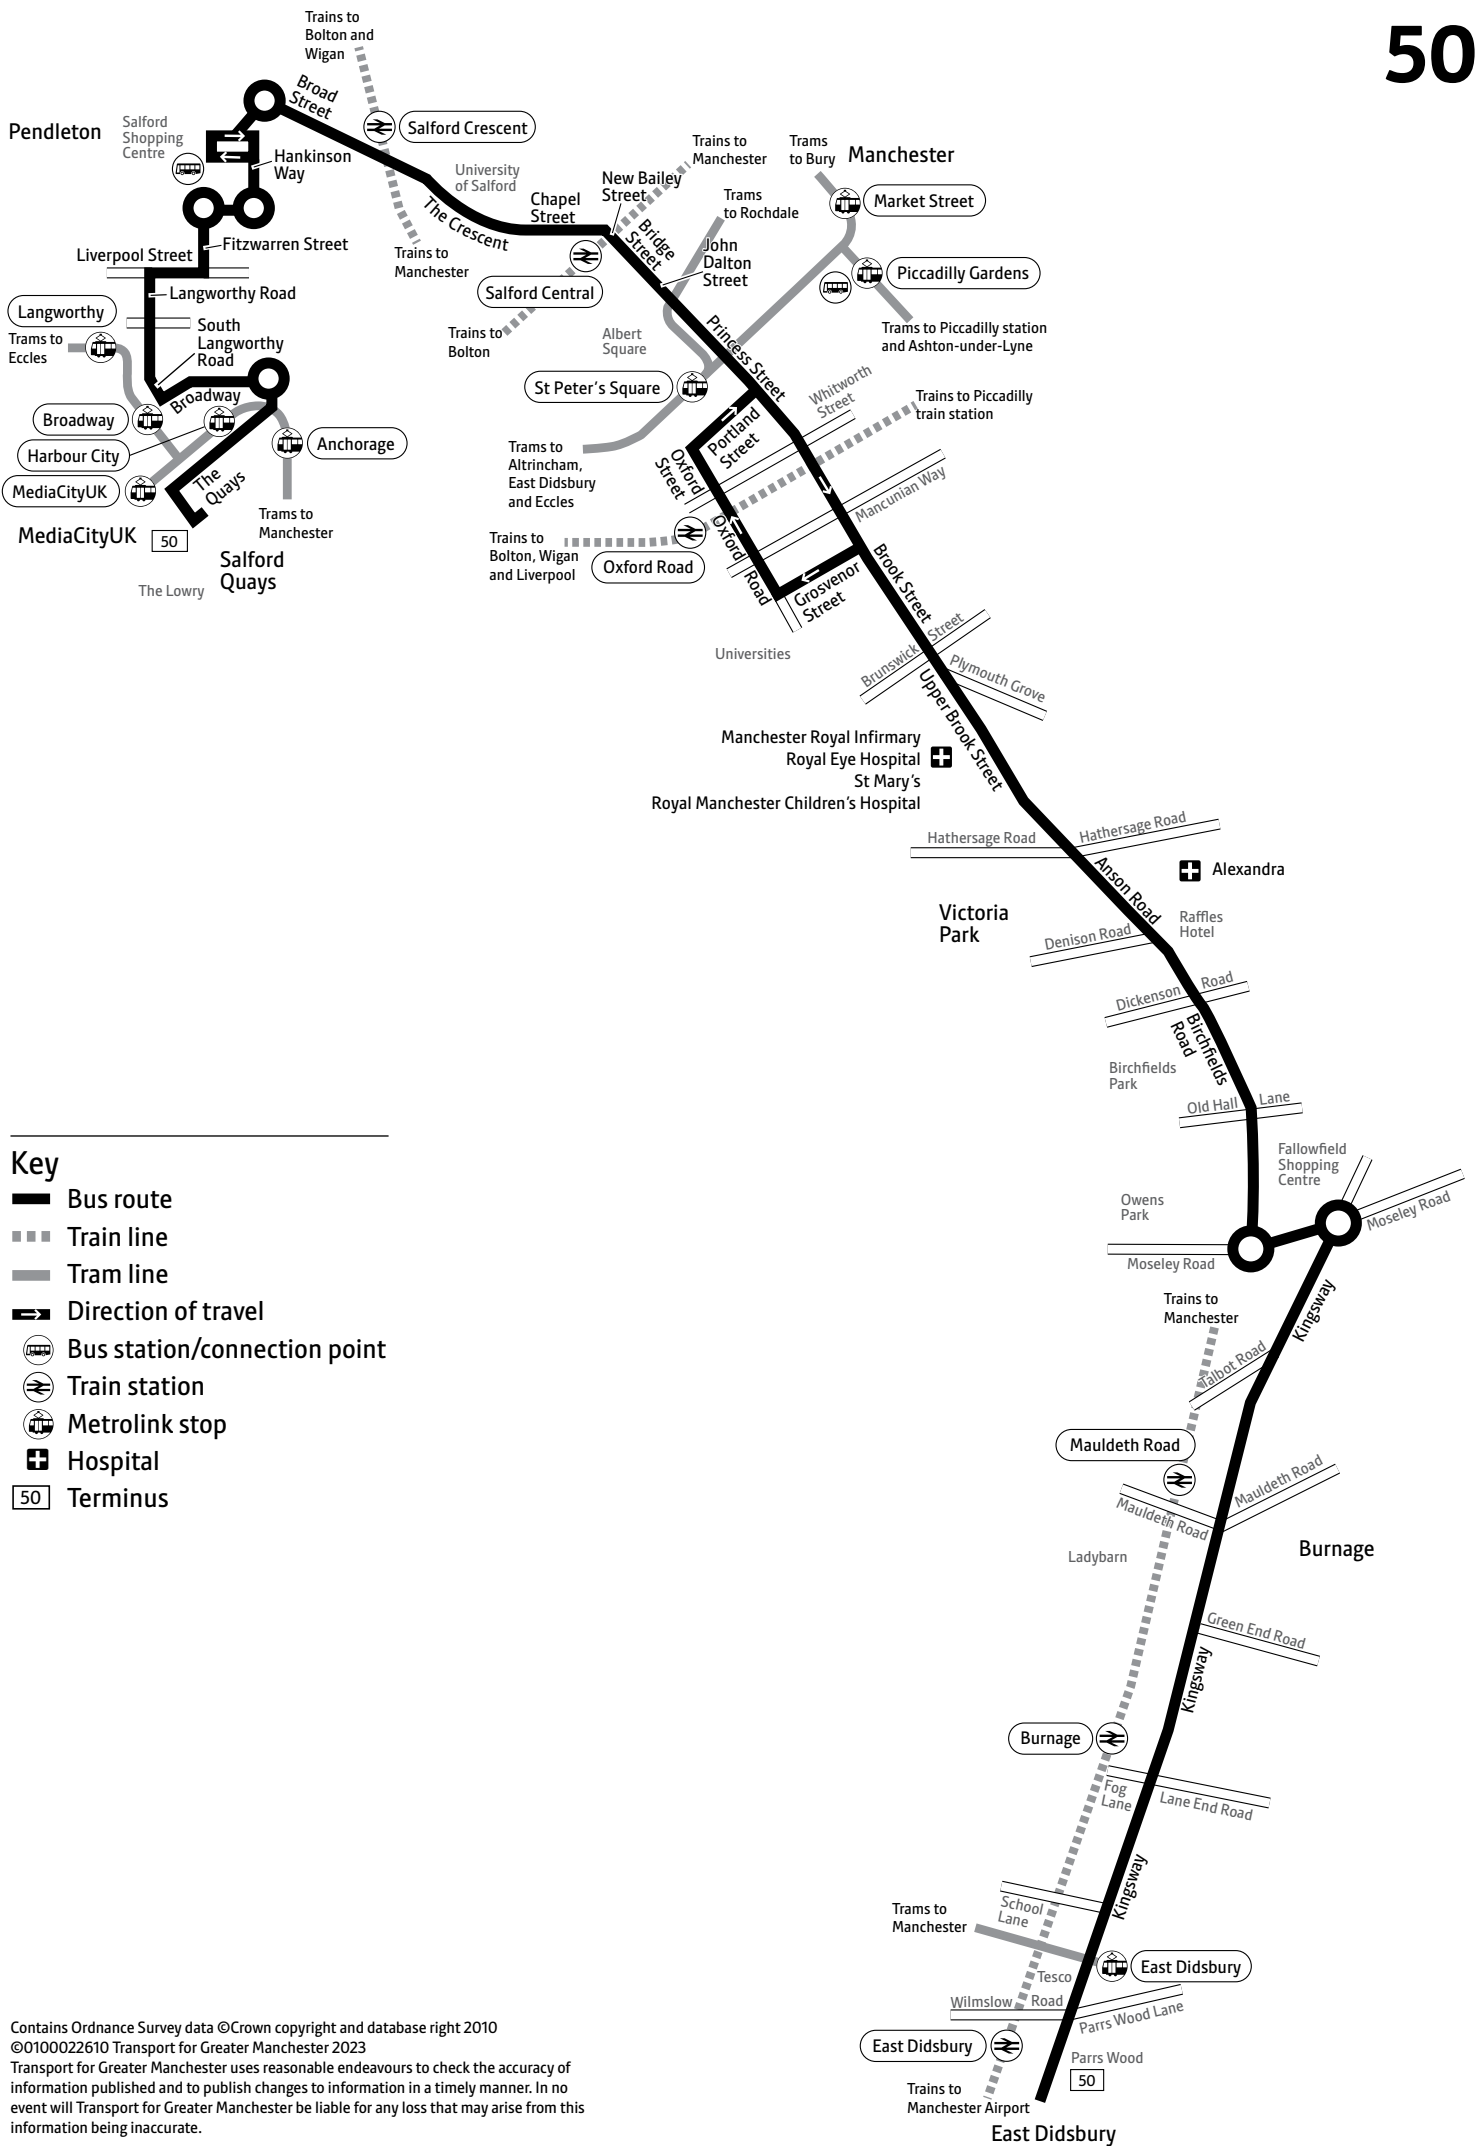 50
Trains to
Bolton and
Wigan
Broad
Street
Pendleton
Salford
Shopping
Centre
Salford Crescent
Hankinson
Way
University
of Salford
Trains to
Manchester
Trams
to Bury
Manchester
New Bailey
Street
Chapel
Street
Trams
to Rochdale
Market Street
The Crescent
Bridge
Street
Liverpool Street
Fitzwarren Street
Trains to
Manchester
John
Dalton
Street
Piccadilly Gardens
Langworthy Road
Salford Central
Langworthy
Trams to
Eccles
South
Langworthy
Road
Trains to
Bolton
Albert
Square
Princess Street
Trams to Piccadilly station
and Ashton-under-Lyne
St Peter's Square
Whitworth
Street
Trains to Piccadilly
train station
Broadway
Broadway
Harbour City
Anchorage
Portland
Street
Trams to
Altrincham,
East Didsbury
and Eccles
Oxford
Street
MediaCityUK
The
Quays
Mancunian Way
Trams to
Manchester
MediaCityUK
50
Salford
Quays
The Lowry
Trains to
Bolton, Wigan
and Liverpool
Oxford Road
Oxford
Road
Grosvenor
Street
Brook Street
Universities
Brunswick
Street
Plymouth Grove
Upper Brook Street
Manchester Royal Infirmary
Royal Eye Hospital
St Mary's
Royal Manchester Children's Hospital
Hathersage Road
Hathersage Road
Anson Road
Alexandra
Victoria
Park
Raffles
Hotel
Denison Road
Dickenson
Road
Birchfields
Road
Birchfields
Park
Old Hall
Lane
Fallowfield
Shopping
Centre
Owens
Park
Moseley Road
Moseley Road
Trains to
Manchester
Kingsway
Talbot Road
Mauldeth Road
Mauldeth Road
Mauldeth Road
Ladybarn
Burnage
Green End Road
Kingsway
Burnage
Fog
Lane
Lane End Road
Kingsway
School
Lane
Trams to
Manchester
East Didsbury
Tesco
Wilmslow
Road
Parrs Wood Lane
East Didsbury
Parrs Wood
50
Trains to
Manchester Airport
East Didsbury
Key
Bus route
Train line
Tram line
Direction of travel
Bus station/connection point
Train station
Metrolink stop
Hospital
50
Terminus
Contains Ordnance Survey data ©Crown copyright and database right 2010
©0100022610 Transport for Greater Manchester 2023
Transport for Greater Manchester uses reasonable endeavours to check the accuracy of
information published and to publish changes to information in a timely manner. In no
event will Transport for Greater Manchester be liable for any loss that may arise from this
information being inaccurate.